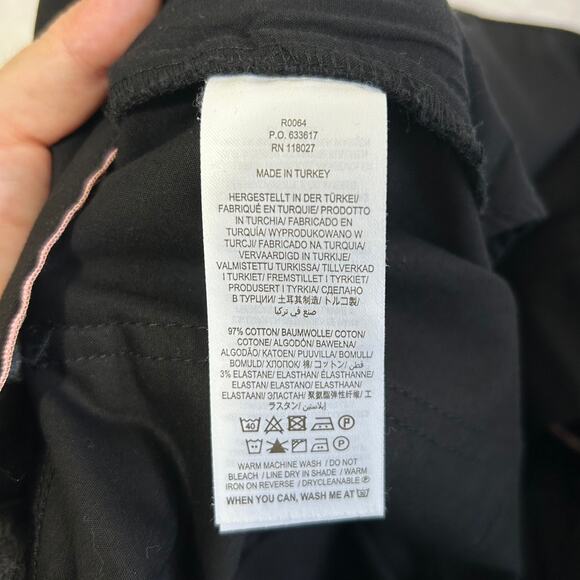 R0064
P.O. 633617
RN 118027
MADE IN TURKEY
HERGESTELLT IN DER TÜRKEI/
FABRIQUÉ EN TURQUIE/ PRODOTTO
IN TURCHIA/ FABRICADO EN
TURQUÍA/ WYPRODUKOWANO W
TURCJI/ FABRICADO NA TURQUIA/
VERVAARDIGD IN TURKIJE/
VALMISTETTU TURKISSA/ TILLVERKAD
I TURKIET/ FREMSTILLET I TYRKIET/
PRODUSERT I TYRKIA/ СДЕЛАНО
В ТУРЦИИ/ 土耳其制造/ トルコ製/
صنع في تركيا
97% COTTON/ BAUMWOLLE/ COTON/
COTONE/ ALGODÓN/ BAWEŁNA/
ALGODÃO/ KATOEN/ PUUVILLA/ BOMULL/
BOMULD/ ХЛОПОК/ 棉/ コットン/ قطن/
3% ELASTANE/ ELASTHAN/ ÉLASTHANNE/
ELASTAN/ ELASTANO/ ELASTHAAN/
ELASTAANI/ ЭЛАСТАН/ 聚氨酯弹性纤维/ エ
ラスタン/ إيلاستين
40 P
P
WARM MACHINE WASH / DO NOT
BLEACH / LINE DRY IN SHADE / WARM
IRON ON REVERSE / DRYCLEANABLE
WHEN YOU CAN, WASH ME AT 30